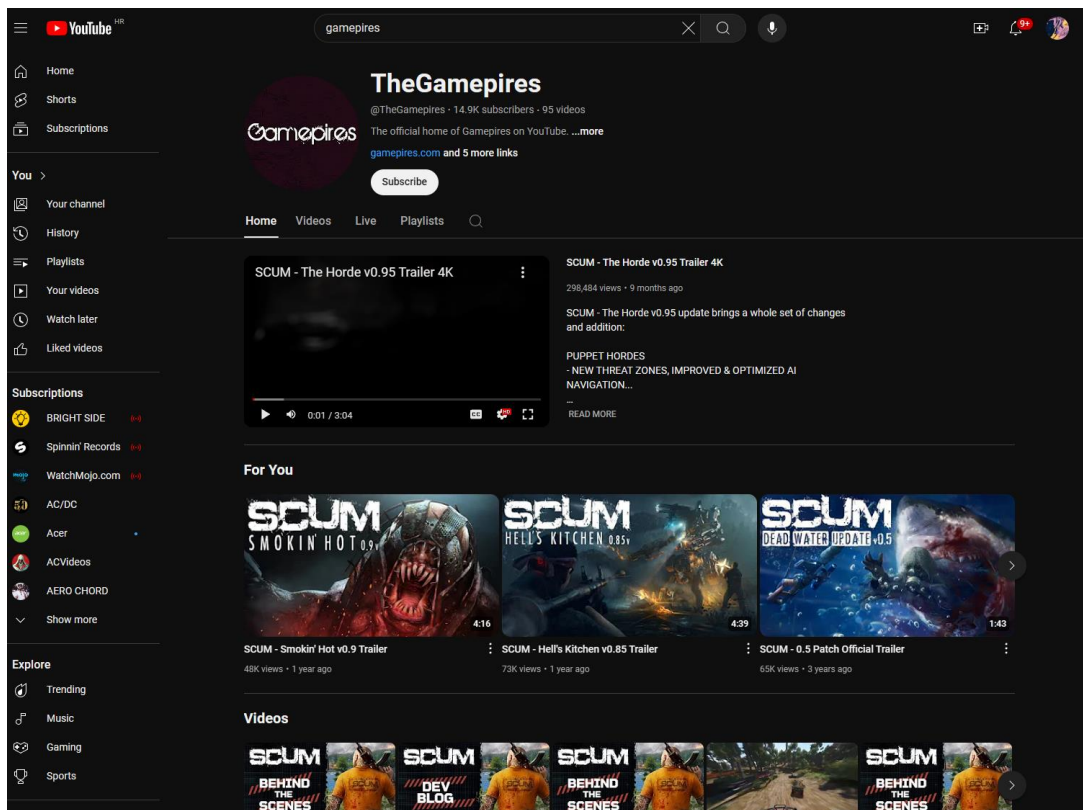 YouTube HR
gamepires
9+
Home
Shorts
Subscriptions
You
Your channel
History
Playlists
Your videos
Watch later
Liked videos
Subscriptions
BRIGHT SIDE
Spinnin' Records
WatchMojo.com
AC/DC
Acer
ACVideos
AERO CHORD
Show more
Explore
Trending
Music
Gaming
Sports
Gamepires
TheGamepires
@TheGamepires · 14.9K subscribers · 95 videos
The official home of Gamepires on YouTube. ...more
gamepires.com and 5 more links
Subscribe
Home Videos Live Playlists
SCUM - The Horde v0.95 Trailer 4K
0:01 / 3:04
CC
HD
SCUM - The Horde v0.95 Trailer 4K
298,484 views • 9 months ago
SCUM - The Horde v0.95 update brings a whole set of changes
and addition:
PUPPET HORDES
- NEW THREAT ZONES, IMPROVED & OPTIMIZED AI
NAVIGATION...
...
READ MORE
For You
SCUM
SMOKIN' HOT 0.9v
4:16
SCUM - Smokin' Hot v0.9 Trailer
48K views • 1 year ago
SCUM
HELL'S KITCHEN 0.85v
4:39
SCUM - Hell's Kitchen v0.85 Trailer
73K views • 1 year ago
SCUM
DEAD WATER UPDATE v0.5
1:43
SCUM - 0.5 Patch Official Trailer
65K views • 3 years ago
Videos
SCUM
BEHIND
THE
SCENES
SCUM
DEV
BLOG
SCUM
BEHIND
THE
SCENES
SCUM
BEHIND
THE
SCENES